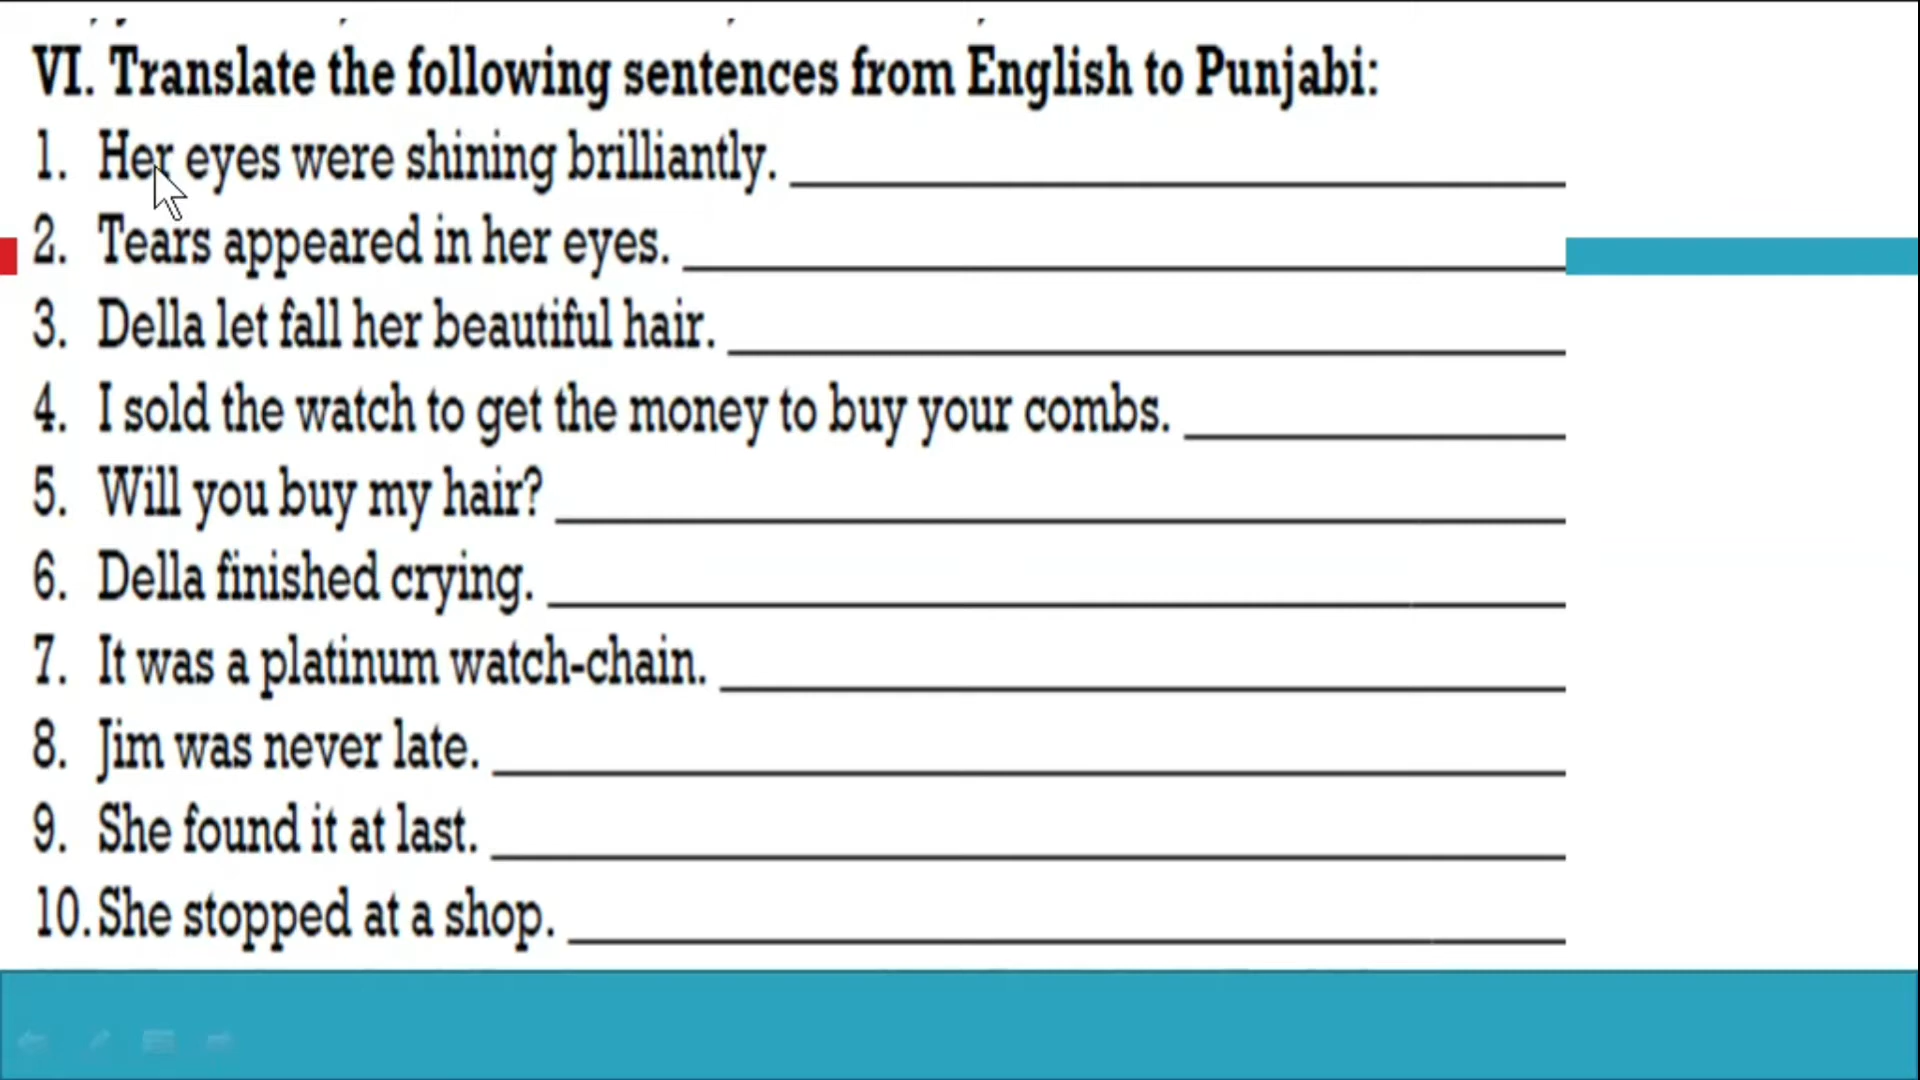 VI. Translate the following sentences from English to Punjabi:
1. Her eyes were shining brilliantly. ____________________
2. Tears appeared in her eyes. ____________________
3. Della let fall her beautiful hair. ____________________
4. I sold the watch to get the money to buy your combs. ____________________
5. Will you buy my hair? ____________________
6. Della finished crying. ____________________
7. It was a platinum watch-chain. ____________________
8. Jim was never late. ____________________
9. She found it at last. ____________________
10. She stopped at a shop. ____________________